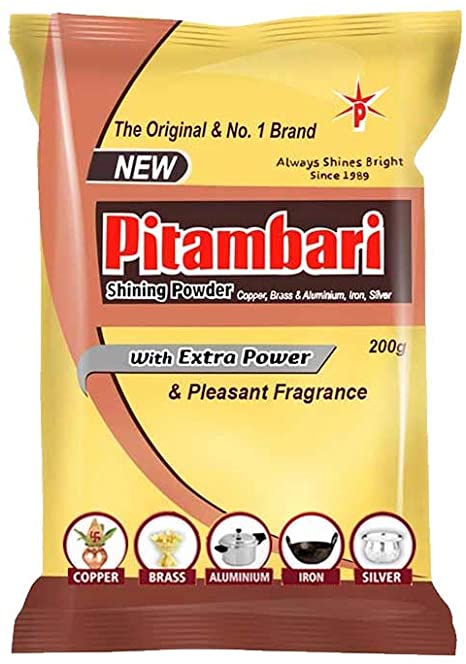 P
The Original & No. 1 Brand
NEW
Always Shines Bright
Since 1989
Pitambari
Shining Powder Copper, Brass & Aluminium, Iron, Silver
With Extra Power
200g
& Pleasant Fragrance
COPPER BRASS ALUMINIUM IRON SILVER